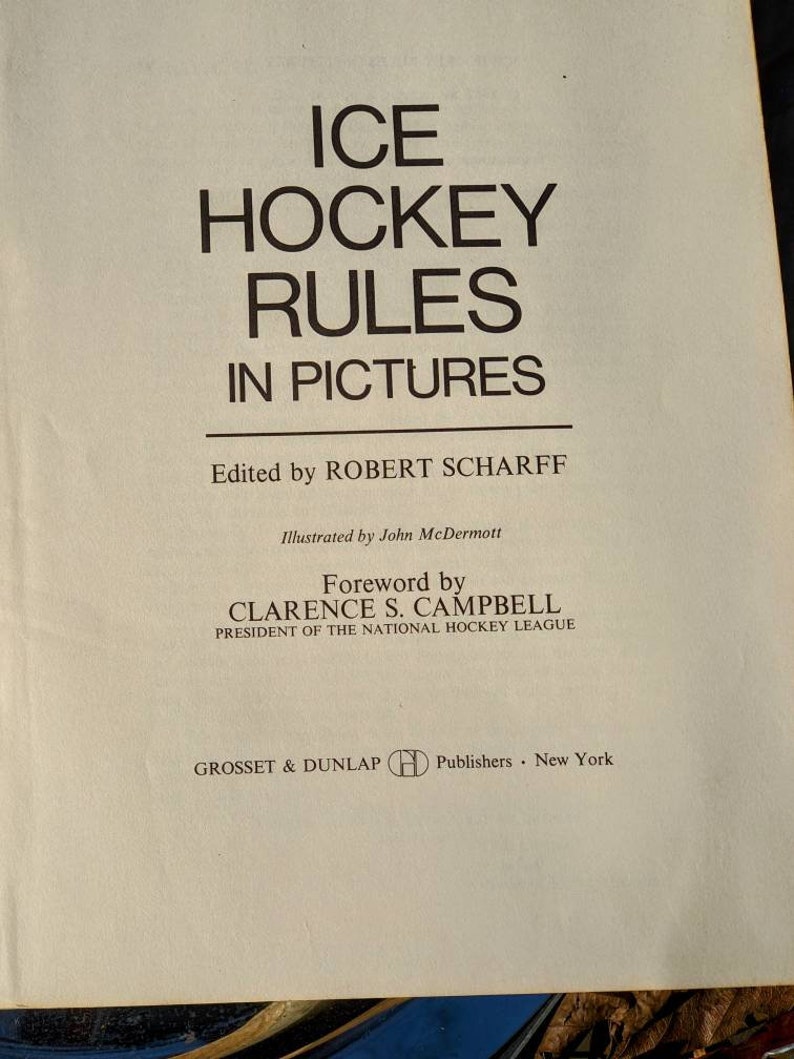 ICE
HOCKEY
RULES
IN PICTURES
Edited by ROBERT SCHARFF
Illustrated by John McDermott
Foreword by
CLARENCE S. CAMPBELL
PRESIDENT OF THE NATIONAL HOCKEY LEAGUE
GROSSET & DUNLAP Publishers • New York